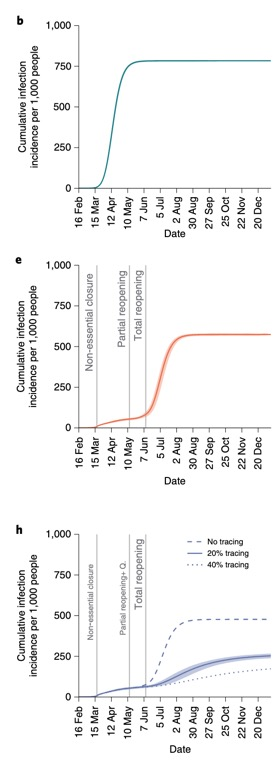 b
Cumulative infection
incidence per 1,000 people
1,000
750
500
250
0
16 Feb
15 Mar
12 Apr
10 May
7 Jun
5 Jul
2 Aug
30 Aug
27 Sep
25 Oct
22 Nov
20 Dec
Date
e
Cumulative infection
incidence per 1,000 people
1,000
750
500
250
0
Non-essential closure
Partial reopening
Total reopening
16 Feb
15 Mar
12 Apr
10 May
7 Jun
5 Jul
2 Aug
30 Aug
27 Sep
25 Oct
22 Nov
20 Dec
Date
h
Cumulative infection
incidence per 1,000 people
1,000
750
500
250
0
Non-essential closure
Partial reopening+ Q.
Total reopening
No tracing
20% tracing
40% tracing
16 Feb
15 Mar
12 Apr
10 May
7 Jun
5 Jul
2 Aug
30 Aug
27 Sep
25 Oct
22 Nov
20 Dec
Date